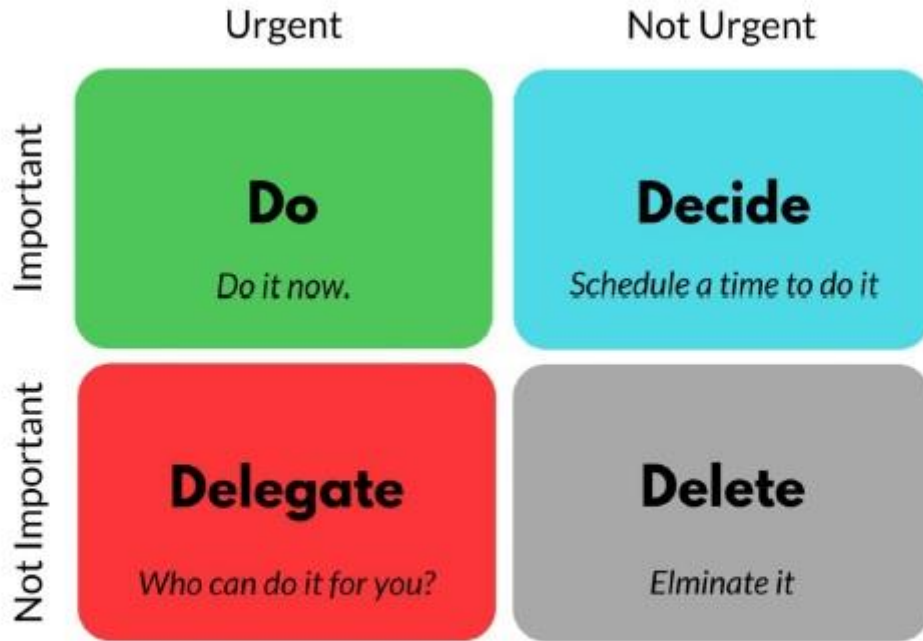 Urgent
Not Urgent
Important
Do
Do it now.
Decide
Schedule a time to do it
Not Important
Delegate
Who can do it for you?
Delete
Elminate it